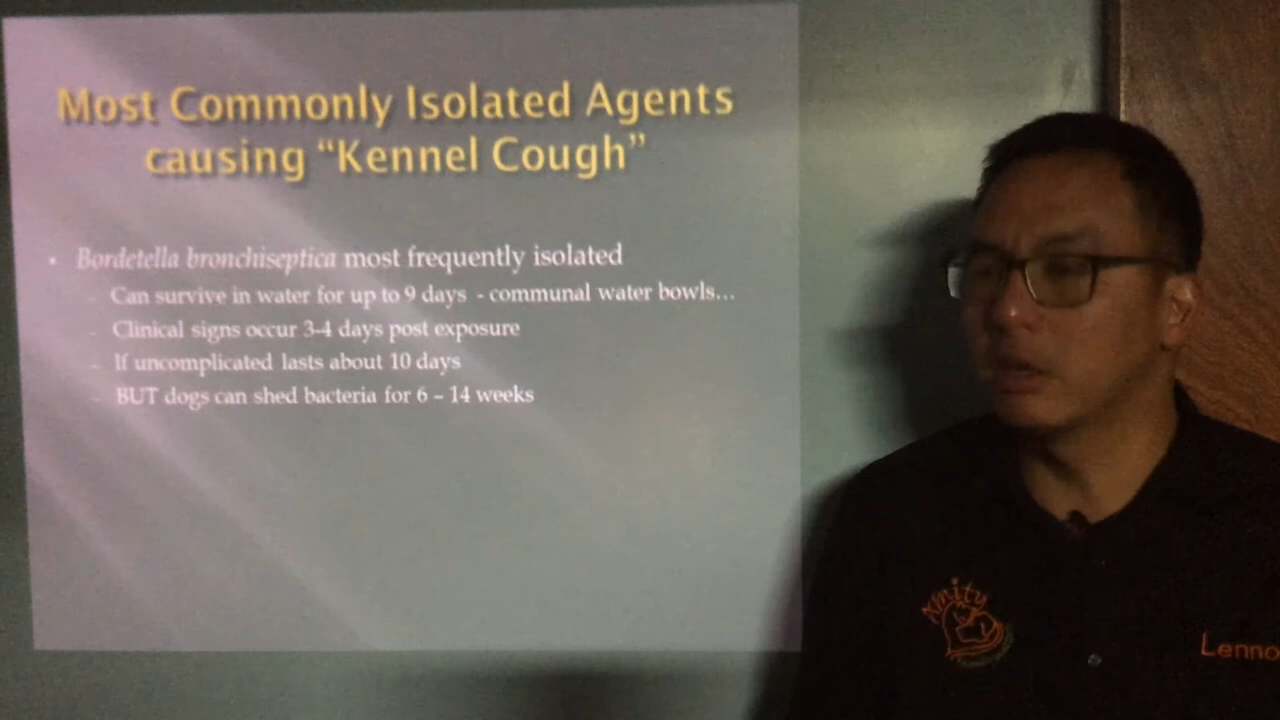 Most Commonly Isolated Agents
causing “Kennel Cough”
• Bordetella bronchiseptica most frequently isolated
– Can survive in water for up to 9 days - communal water bowls...
– Clinical signs occur 3-4 days post exposure
– If uncomplicated lasts about 10 days
– BUT dogs can shed bacteria for 6 – 14 weeks
Amity
Lenno